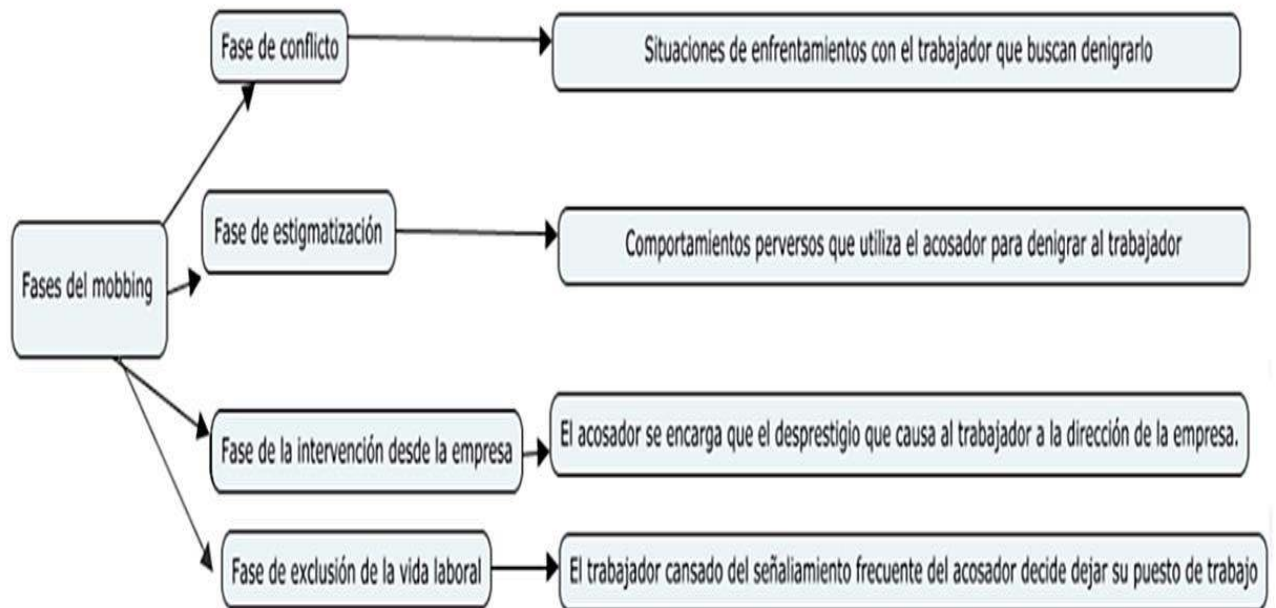 Fases del mobbing
Fase de conflicto
Situaciones de enfrentamientos con el trabajador que buscan denigrarlo
Fase de estigmatización
Comportamientos perversos que utiliza el acosador para denigrar al trabajador
Fase de la intervención desde la empresa
El acosador se encarga que el desprestigio que causa al trabajador a la dirección de la empresa.
Fase de exclusión de la vida laboral
El trabajador cansado del señaliamiento frecuente del acosador decide dejar su puesto de trabajo